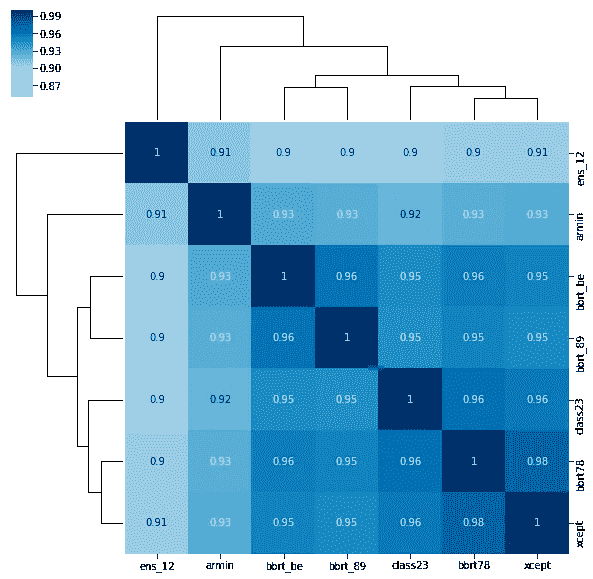 0.99
0.96
0.93
0.90
0.87
1 0.91 0.9 0.9 0.9 0.9 0.91 ens_12
0.91 1 0.93 0.93 0.92 0.93 0.93 armin
0.9 0.93 1 0.96 0.95 0.96 0.95 bbrt_be
0.9 0.93 0.96 1 0.95 0.95 0.95 bbrt_89
0.9 0.92 0.95 0.95 1 0.96 0.96 class23
0.9 0.93 0.96 0.95 0.96 1 0.98 bbrt78
0.91 0.93 0.95 0.95 0.96 0.98 1 xcept
ens_12 armin bbrt_be bbrt_89 class23 bbrt78 xcept